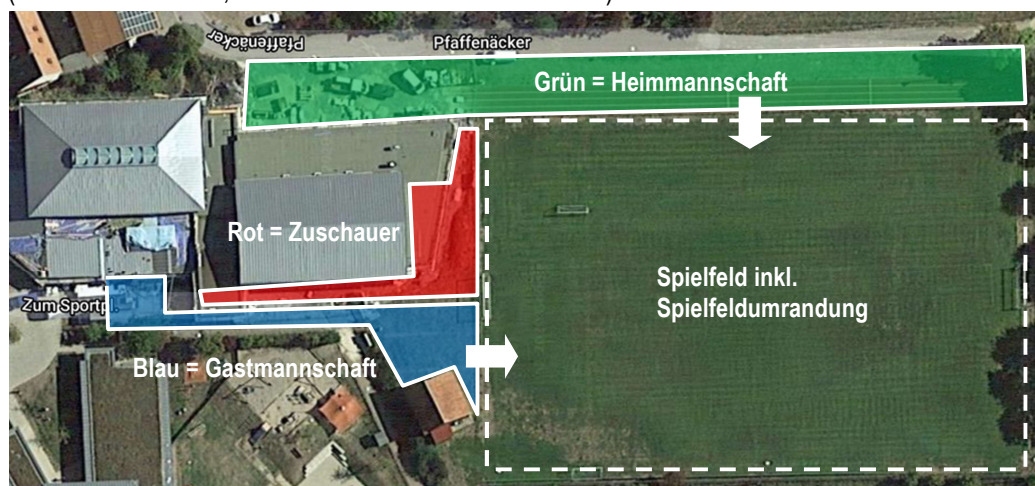 Pfaffenäcker
Pfaffenäcker
Grün = Heimmannschaft
Rot = Zuschauer
Spielfeld inkl.
Spielfeldumrandung
Zum Sportpl.
Blau = Gastmannschaft